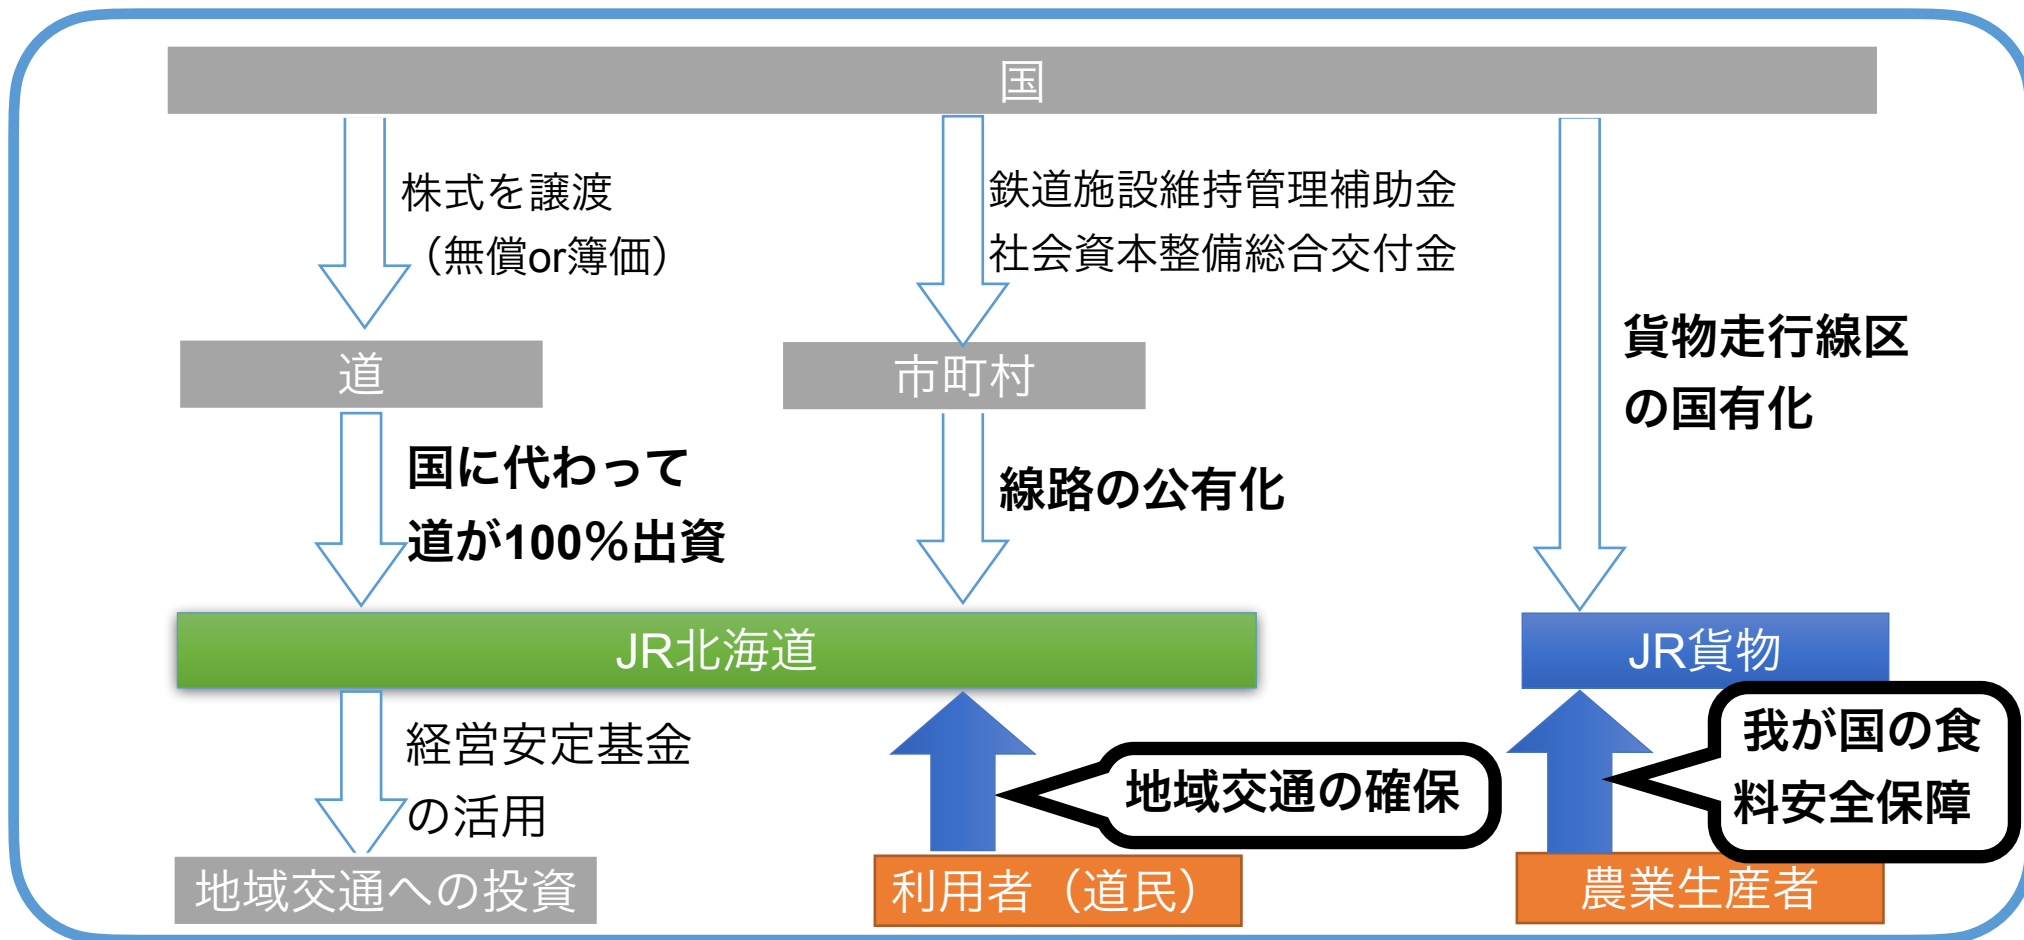 国
株式を譲渡
（無償or簿価）
鉄道施設維持管理補助金
社会資本整備総合交付金
貨物走行線区
の国有化
道
市町村
国に代わって
道が100％出資
線路の公有化
JR北海道
JR貨物
経営安定基金
の活用
地域交通の確保
我が国の食
料安全保障
地域交通への投資
利用者（道民）
農業生産者